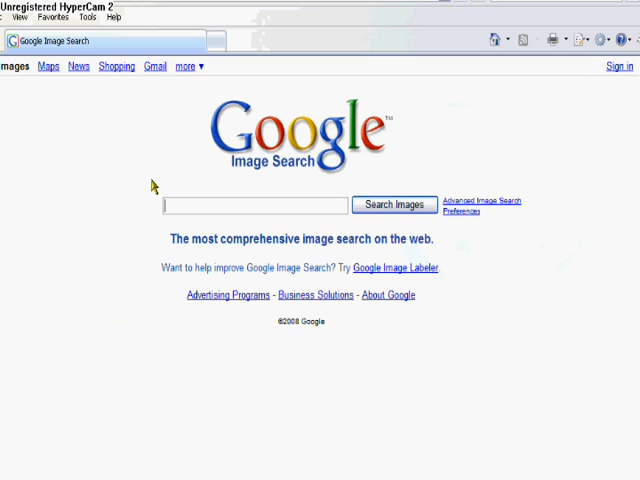 Unregistered HyperCam 2
View Favorites Tools Help
Google Image Search
mages Maps News Shopping Gmail more ▼ Sign in
Google™
Image Search
Search Images
Advanced Image Search
Preferences
The most comprehensive image search on the web.
Want to help improve Google Image Search? Try Google Image Labeler.
Advertising Programs - Business Solutions - About Google
©2008 Google